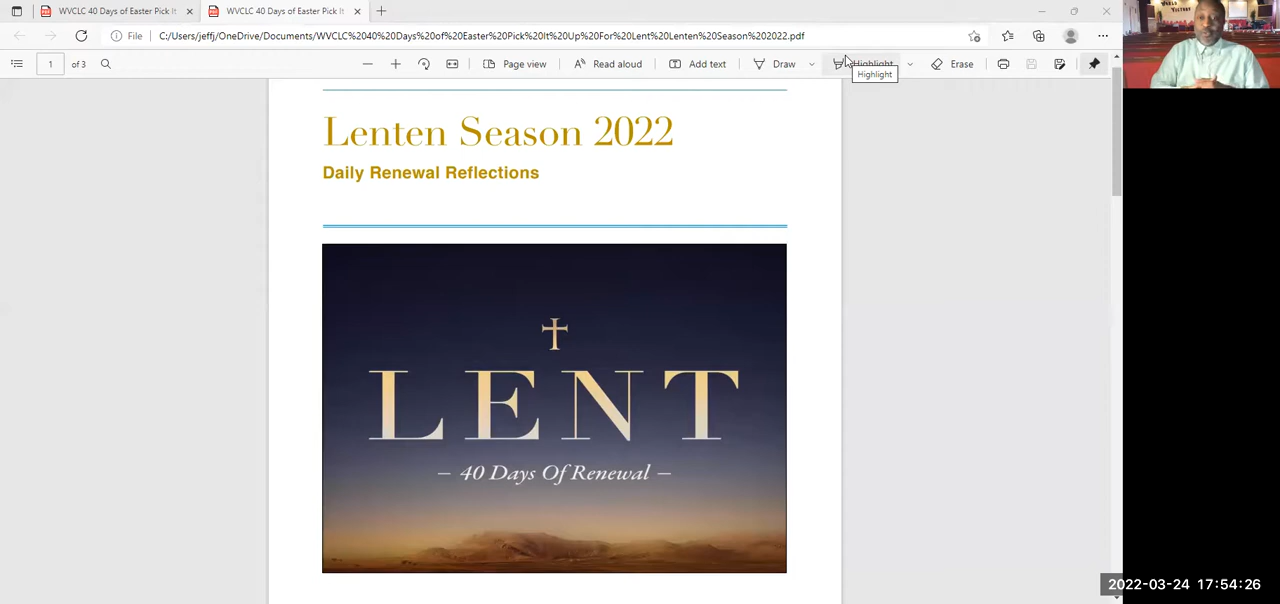 WVCLC 40 Days of Easter Pick It
WVCLC 40 Days of Easter Pick It
File
C:/Users/jeffj/OneDrive/Documents/WVCLC%2040%20Days%20of%20Easter%20Pick%20It%20Up%20For%20Lent%20Lenten%20Season%202022.pdf
1 of 3
Page view
Read aloud
Add text
Draw
Highlight
Erase
Highlight
Lenten Season 2022
Daily Renewal Reflections
LENT
– 40 Days Of Renewal –
WORLD
VICTORY
2022-03-24 17:54:26